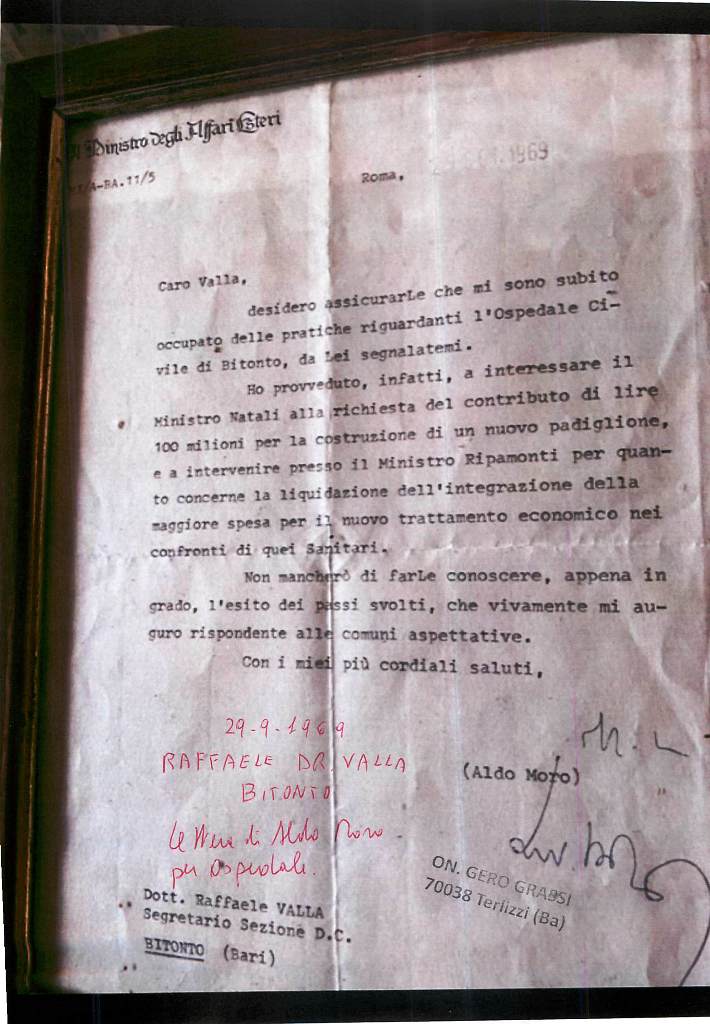 Ministro degli Affari Esteri
/A-BA.11/5
Roma, 1969
Caro Valla,
desidero assicurarLe che mi sono subito
occupato delle pratiche riguardanti l'Ospedale Ci-
vile di Bitonto, da Lei segnalatemi.
Ho provveduto, infatti, a interessare il
Ministro Natali alla richiesta del contributo di lire
100 milioni per la costruzione di un nuovo padiglione,
e a intervenire presso il Ministro Ripamonti per quan-
to concerne la liquidazione dell'integrazione della
maggiore spesa per il nuovo trattamento economico nei
confronti di quei Sanitari.
Non mancherò di farLe conoscere, appena in
grado, l'esito dei passi svolti, che vivamente mi au-
guro rispondente alle comuni aspettative.
Con i miei più cordiali saluti,
(Aldo Moro)
29-9-1969
RAFFAELE DR. VALLA
BITONTO
Lettera di Aldo Moro
per Ospedale.
ON. GERO GRASSI
70038 Terlizzi (Ba)
Dott. Raffaele VALLA
Segretario Sezione D.C.
BITONTO (Bari)